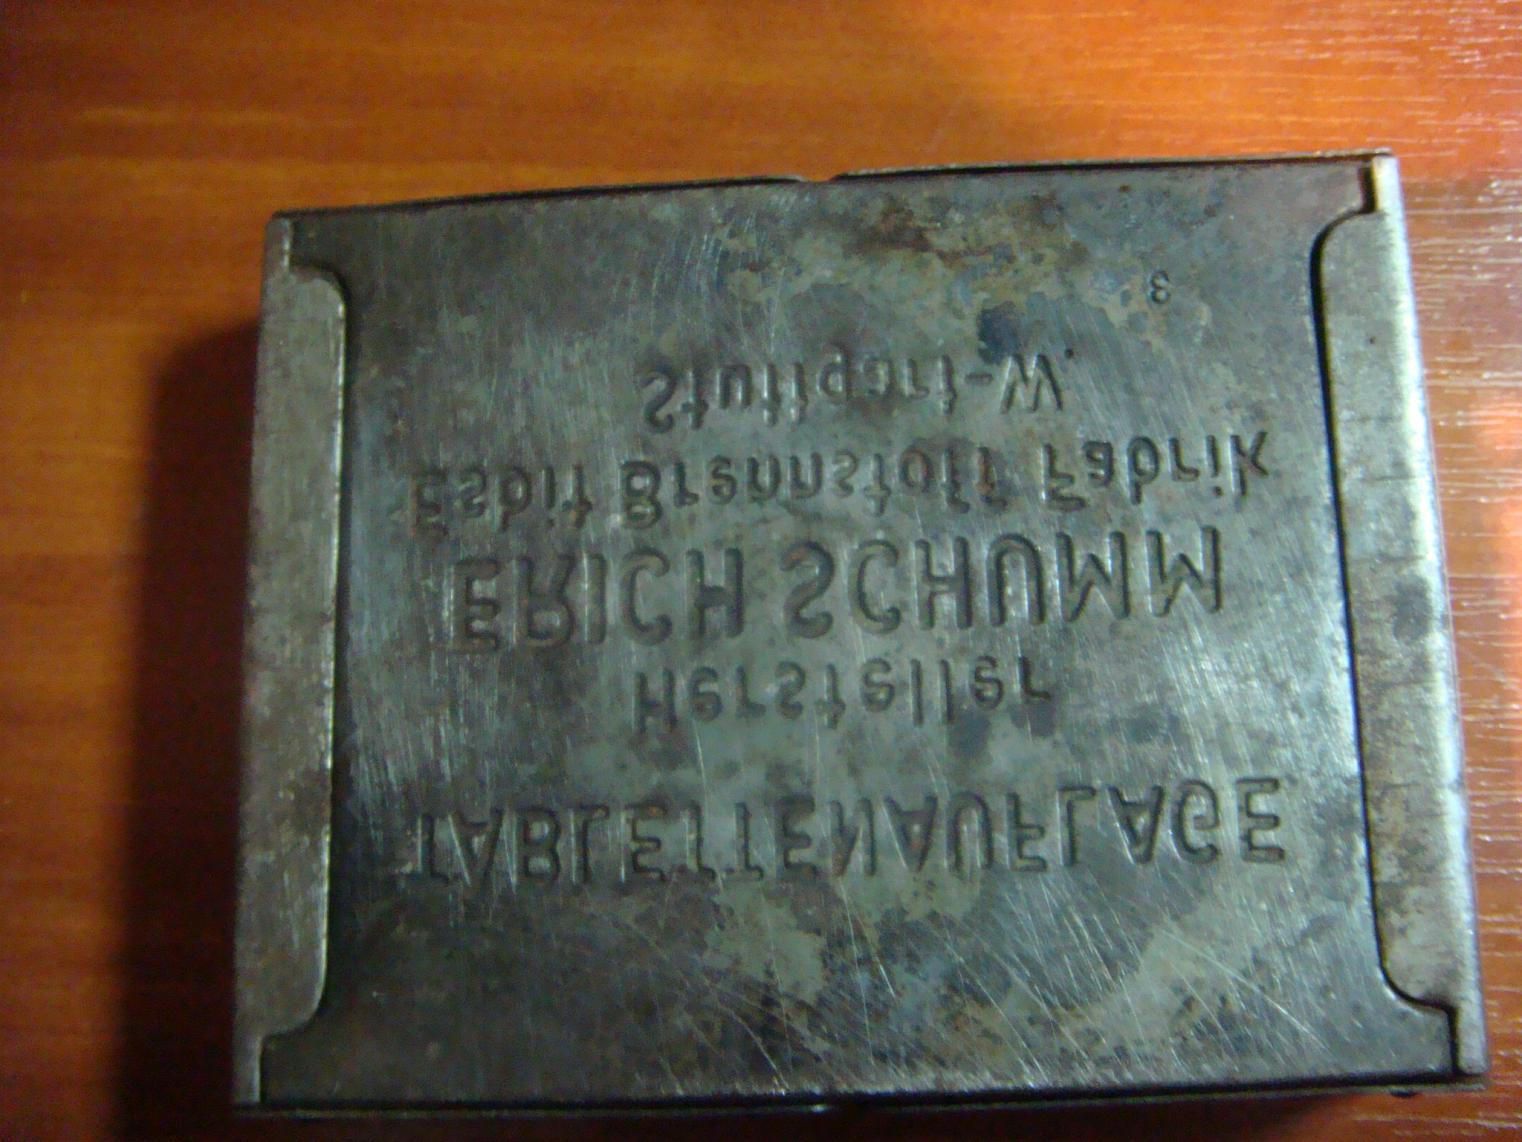 TABLETTENAUFLAGE
Hersteller
ERICH SCHUMM
Esbit Brennstoff Fabrik
Stuttgart-W.
3